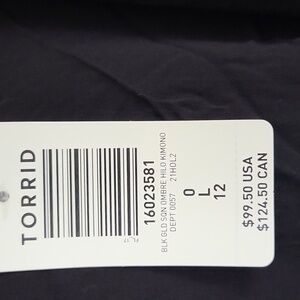 TORRID
16023581
BLK GLD SQN OMBRE HILO KIMONO
DEPT 0057 21HOL2
0
L
12
$99.50 USA
$124.50 CAN